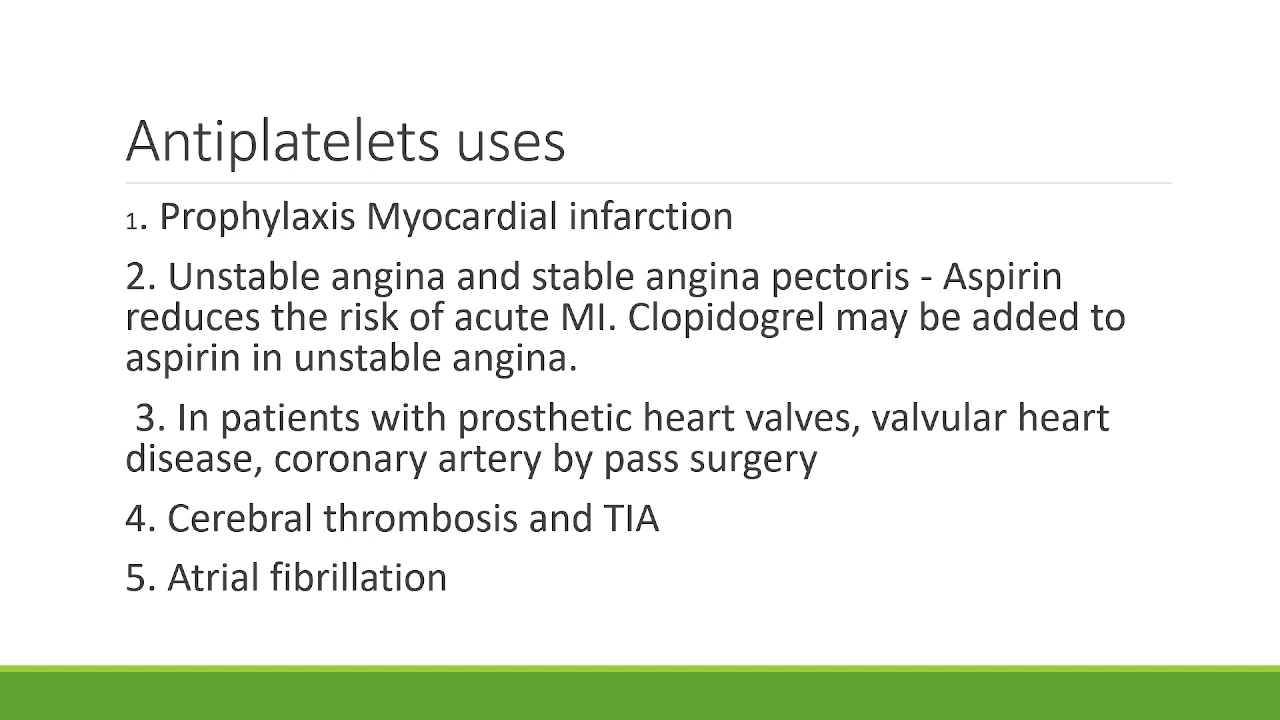 Antiplatelets uses
1. Prophylaxis Myocardial infarction
2. Unstable angina and stable angina pectoris - Aspirin
reduces the risk of acute MI. Clopidogrel may be added to
aspirin in unstable angina.
3. In patients with prosthetic heart valves, valvular heart
disease, coronary artery by pass surgery
4. Cerebral thrombosis and TIA
5. Atrial fibrillation